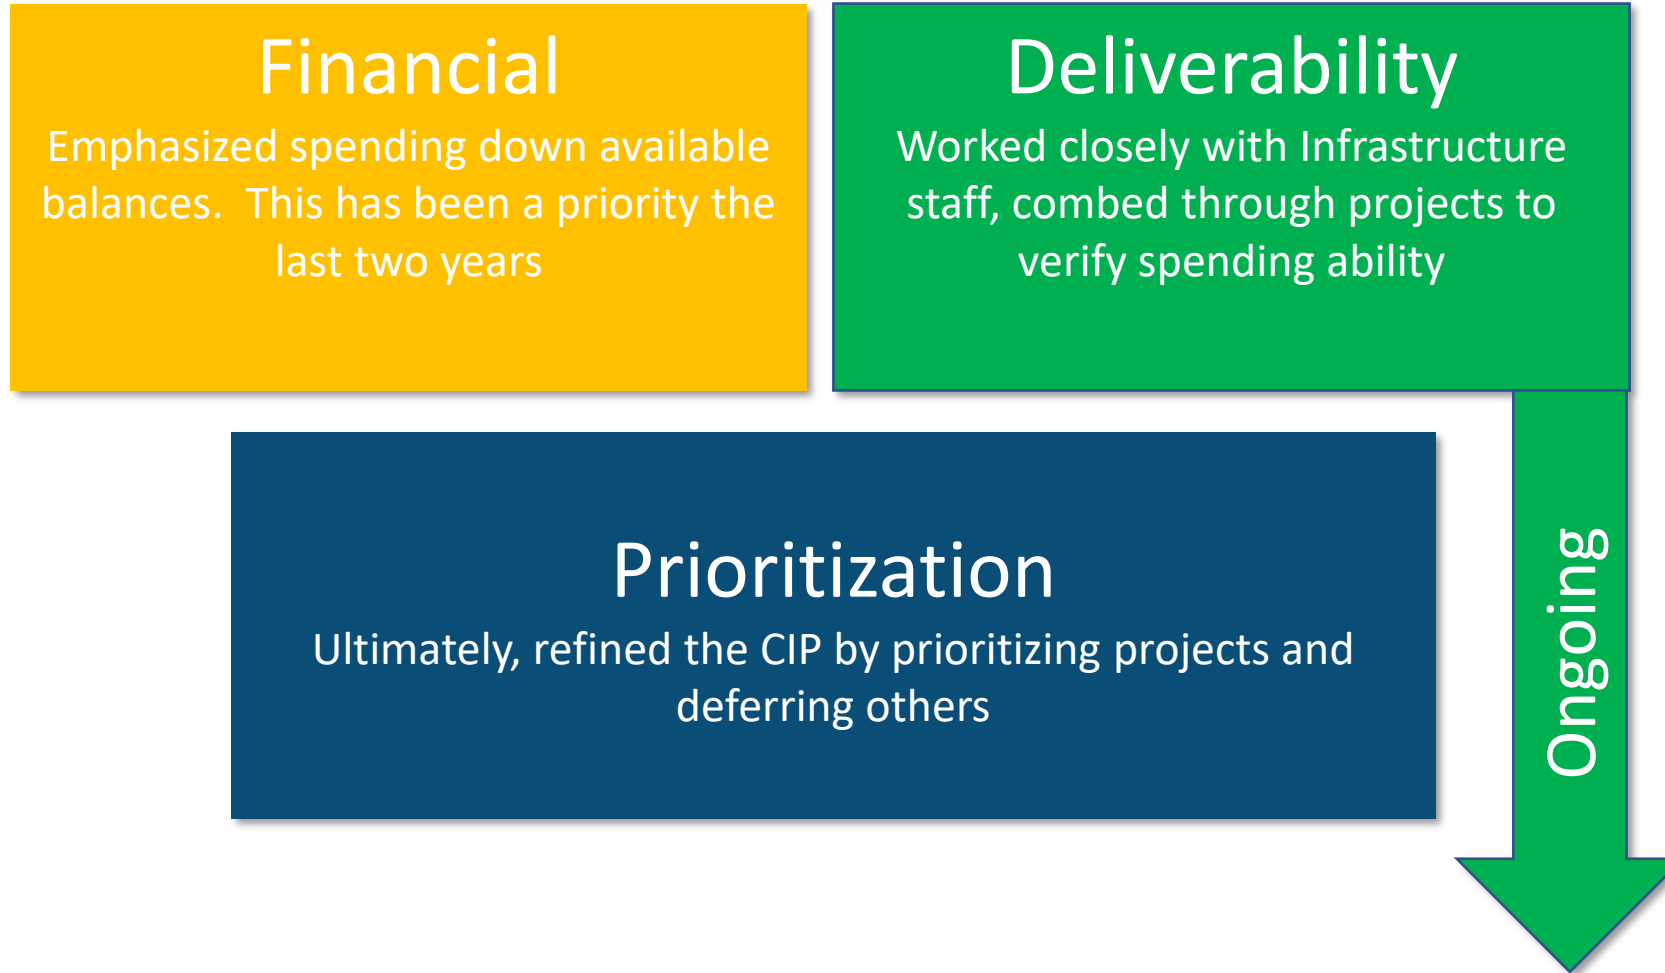 Financial
Emphasized spending down available
balances.  This has been a priority the
last two years
Deliverability
Worked closely with Infrastructure
staff, combed through projects to
verify spending ability
Prioritization
Ultimately, refined the CIP by prioritizing projects and
deferring others
Ongoing